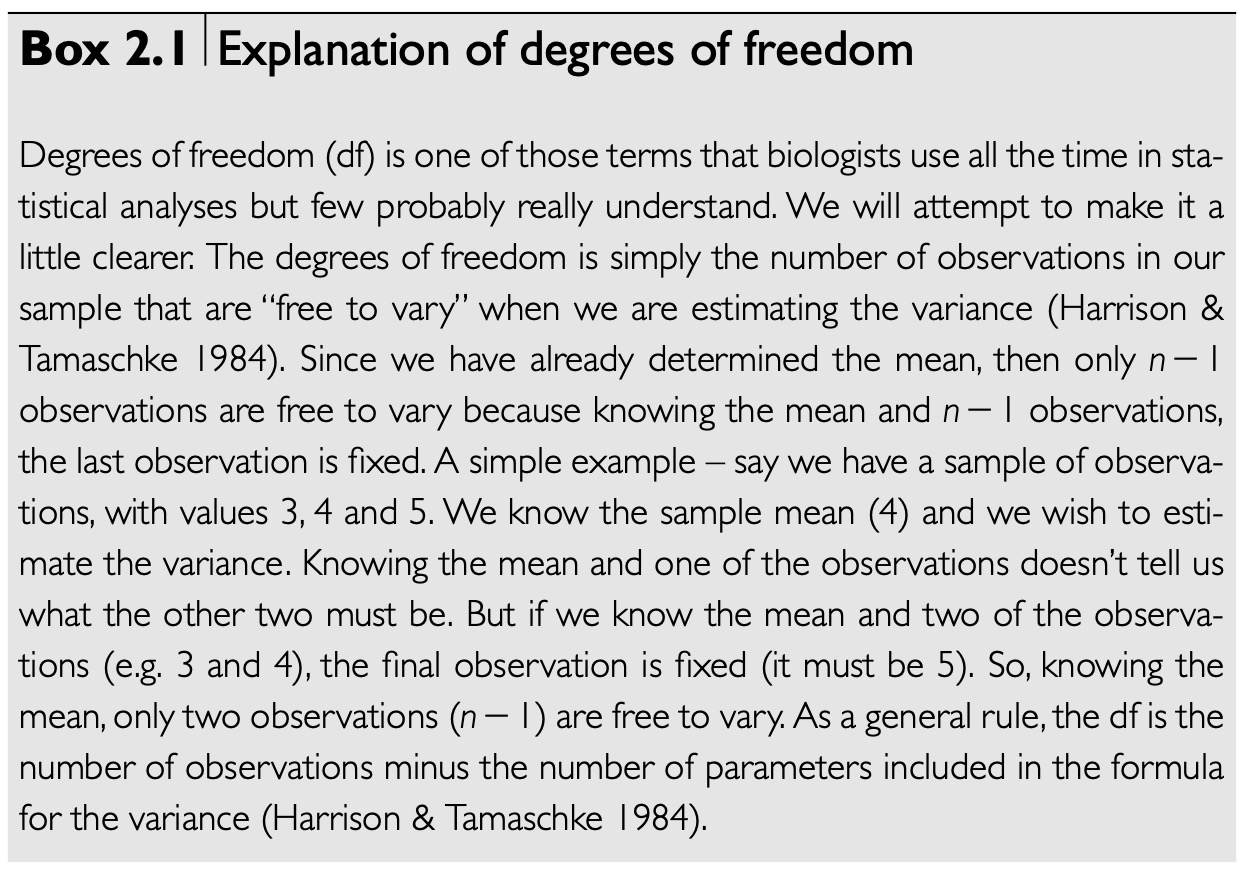 Box 2.1 Explanation of degrees of freedom
Degrees of freedom (df) is one of those terms that biologists use all the time in sta-
tistical analyses but few probably really understand. We will attempt to make it a
little clearer. The degrees of freedom is simply the number of observations in our
sample that are “free to vary” when we are estimating the variance (Harrison &
Tamaschke 1984). Since we have already determined the mean, then only n − 1
observations are free to vary because knowing the mean and n − 1 observations,
the last observation is fixed. A simple example – say we have a sample of observa-
tions, with values 3, 4 and 5. We know the sample mean (4) and we wish to esti-
mate the variance. Knowing the mean and one of the observations doesn’t tell us
what the other two must be. But if we know the mean and two of the observa-
tions (e.g. 3 and 4), the final observation is fixed (it must be 5). So, knowing the
mean, only two observations (n − 1) are free to vary. As a general rule, the df is the
number of observations minus the number of parameters included in the formula
for the variance (Harrison & Tamaschke 1984).